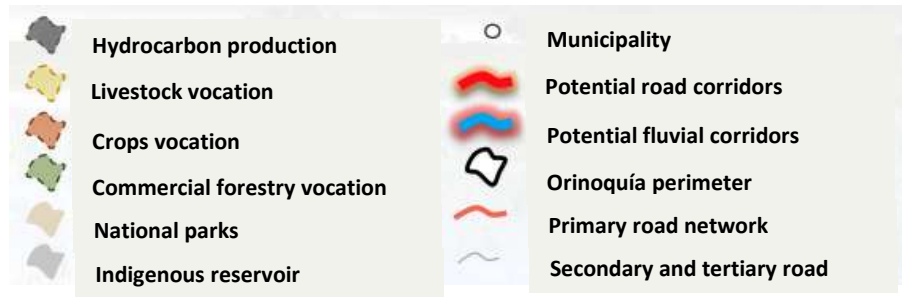 Hydrocarbon production
Livestock vocation
Crops vocation
Commercial forestry vocation
National parks
Indigenous reservoir
Municipality
Potential road corridors
Potential fluvial corridors
Orinoquía perimeter
Primary road network
Secondary and tertiary road